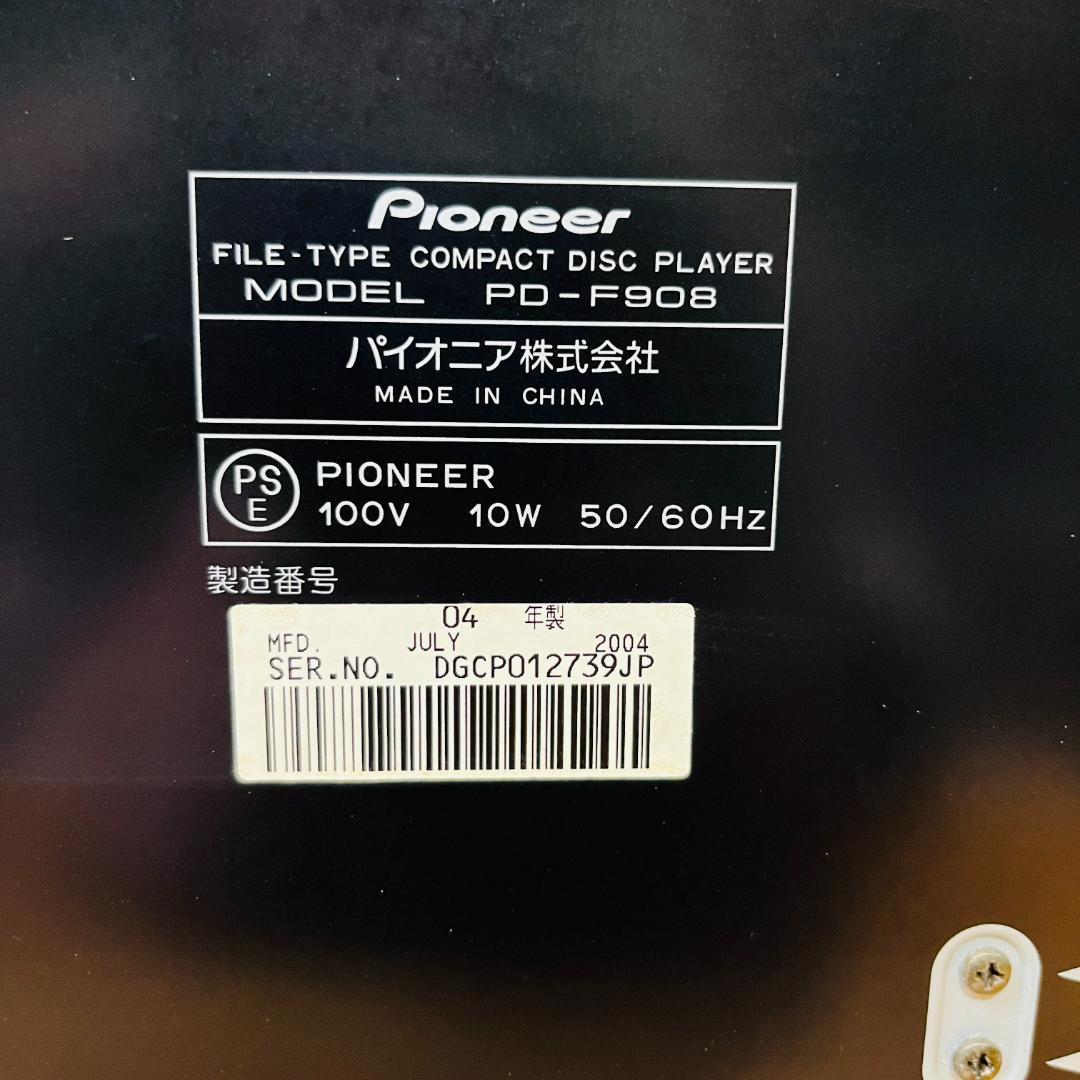 Pioneer
FILE-TYPE COMPACT DISC PLAYER
MODEL PD-F908
パイオニア株式会社
MADE IN CHINA
PS E PIONEER
100V 10W 50/60Hz
製造番号
04 年製
MFD. JULY 2004
SER.NO. DGCP012739JP